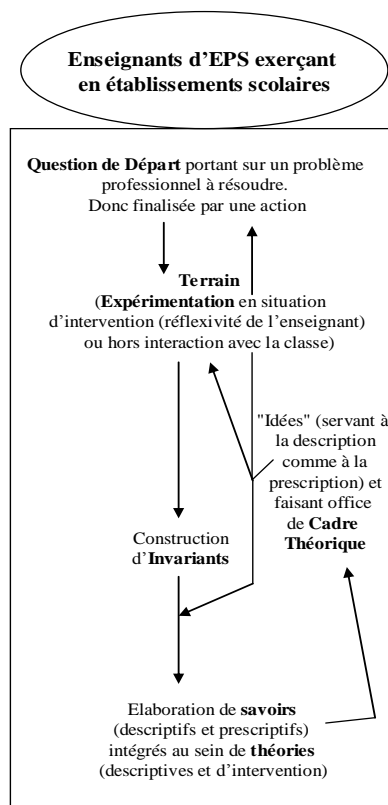 Enseignants d'EPS exerçant
en établissements scolaires
Question de Départ portant sur un problème
professionnel à résoudre.
Donc finalisée par une action
Terrain
(Expérimentation en situation
d'intervention (réflexivité de l'enseignant)
ou hors interaction avec la classe)
"Idées" (servant à
la description
comme à la
prescription) et
faisant office
de Cadre
Théorique
Construction
d'Invariants
Elaboration de savoirs
(descriptifs et prescriptifs)
intégrés au sein de théories
(descriptives et d'intervention)